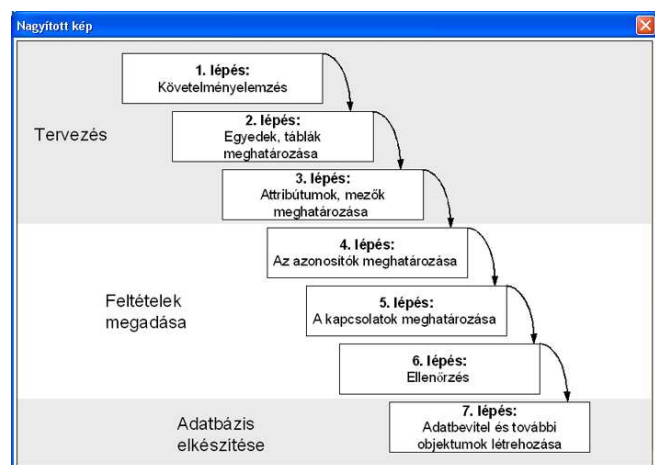 Nagyított kép
1. lépés:
Követelményelemzés
Tervezés
2. lépés:
Egyedek, táblák
meghatározása
3. lépés:
Attribútumok, mezők
meghatározása
4. lépés:
Az azonosítók meghatározása
Feltételek
megadása
5. lépés:
A kapcsolatok meghatározása
6. lépés:
Ellenőrzés
Adatbázis
elkészítése
7. lépés:
Adatbevitel és további
objektumok létrehozása